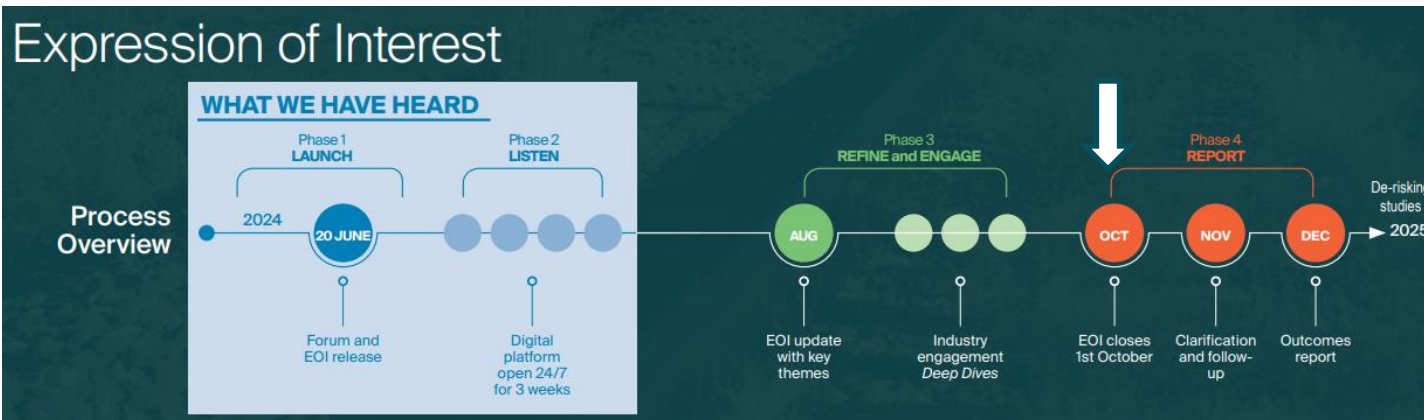 Expression of Interest
WHAT WE HAVE HEARD
Phase 1
LAUNCH
Phase 2
LISTEN
Phase 3
REFINE and ENGAGE
Phase 4
REPORT
Process
Overview
2024
20 JUNE
AUG
OCT
NOV
DEC
De-risking
studies
2025
Forum and
EOI release
Digital
platform
open 24/7
for 3 weeks
EOI update
with key
themes
Industry
engagement
Deep Dives
EOI closes
1st October
Clarification
and follow-
up
Outcomes
report